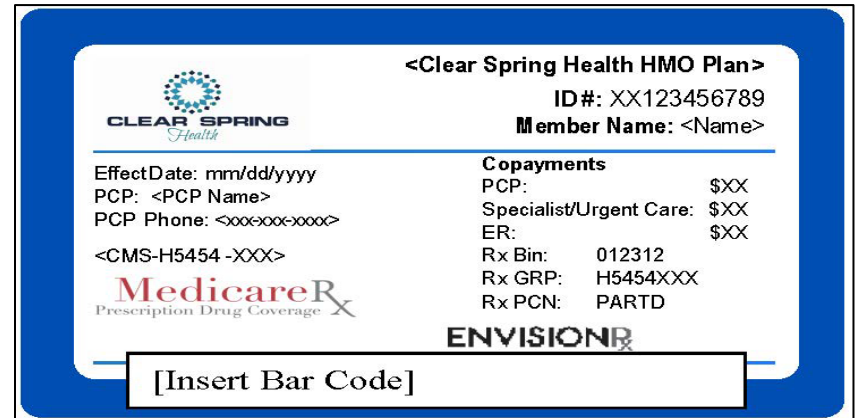 <Clear Spring Health HMO Plan>
ID#: XX123456789
Member Name: <Name>
CLEAR SPRING
Health
EffectDate: mm/dd/yyyy
PCP: <PCP Name>
PCP Phone: <xxx-xxx-xxxx>
<CMS-H5454 -XXX>
MedicareRx
Prescription Drug Coverage
Copayments
PCP: $XX
Specialist/Urgent Care: $XX
ER: $XX
Rx Bin: 012312
Rx GRP: H5454XXX
Rx PCN: PARTD
ENVISIONRx
[Insert Bar Code]